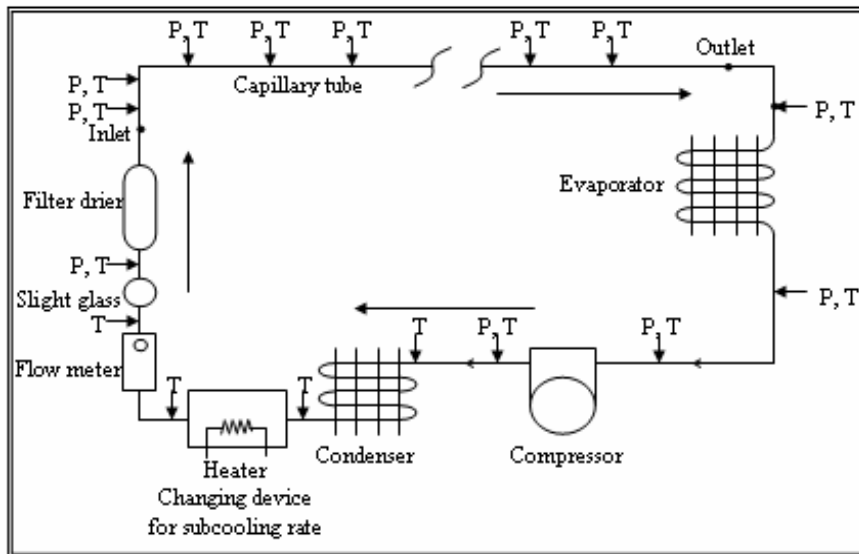 P, T P, T P, T P, T P, T
Outlet
P, T
Capillary tube
P, T
P, T
Inlet
Evaporator
Filter drier
P, T
Slight glass
P, T
T
T P, T P, T
Flow meter
T T
Condenser Compressor
Heater
Changing device
for subcooling rate